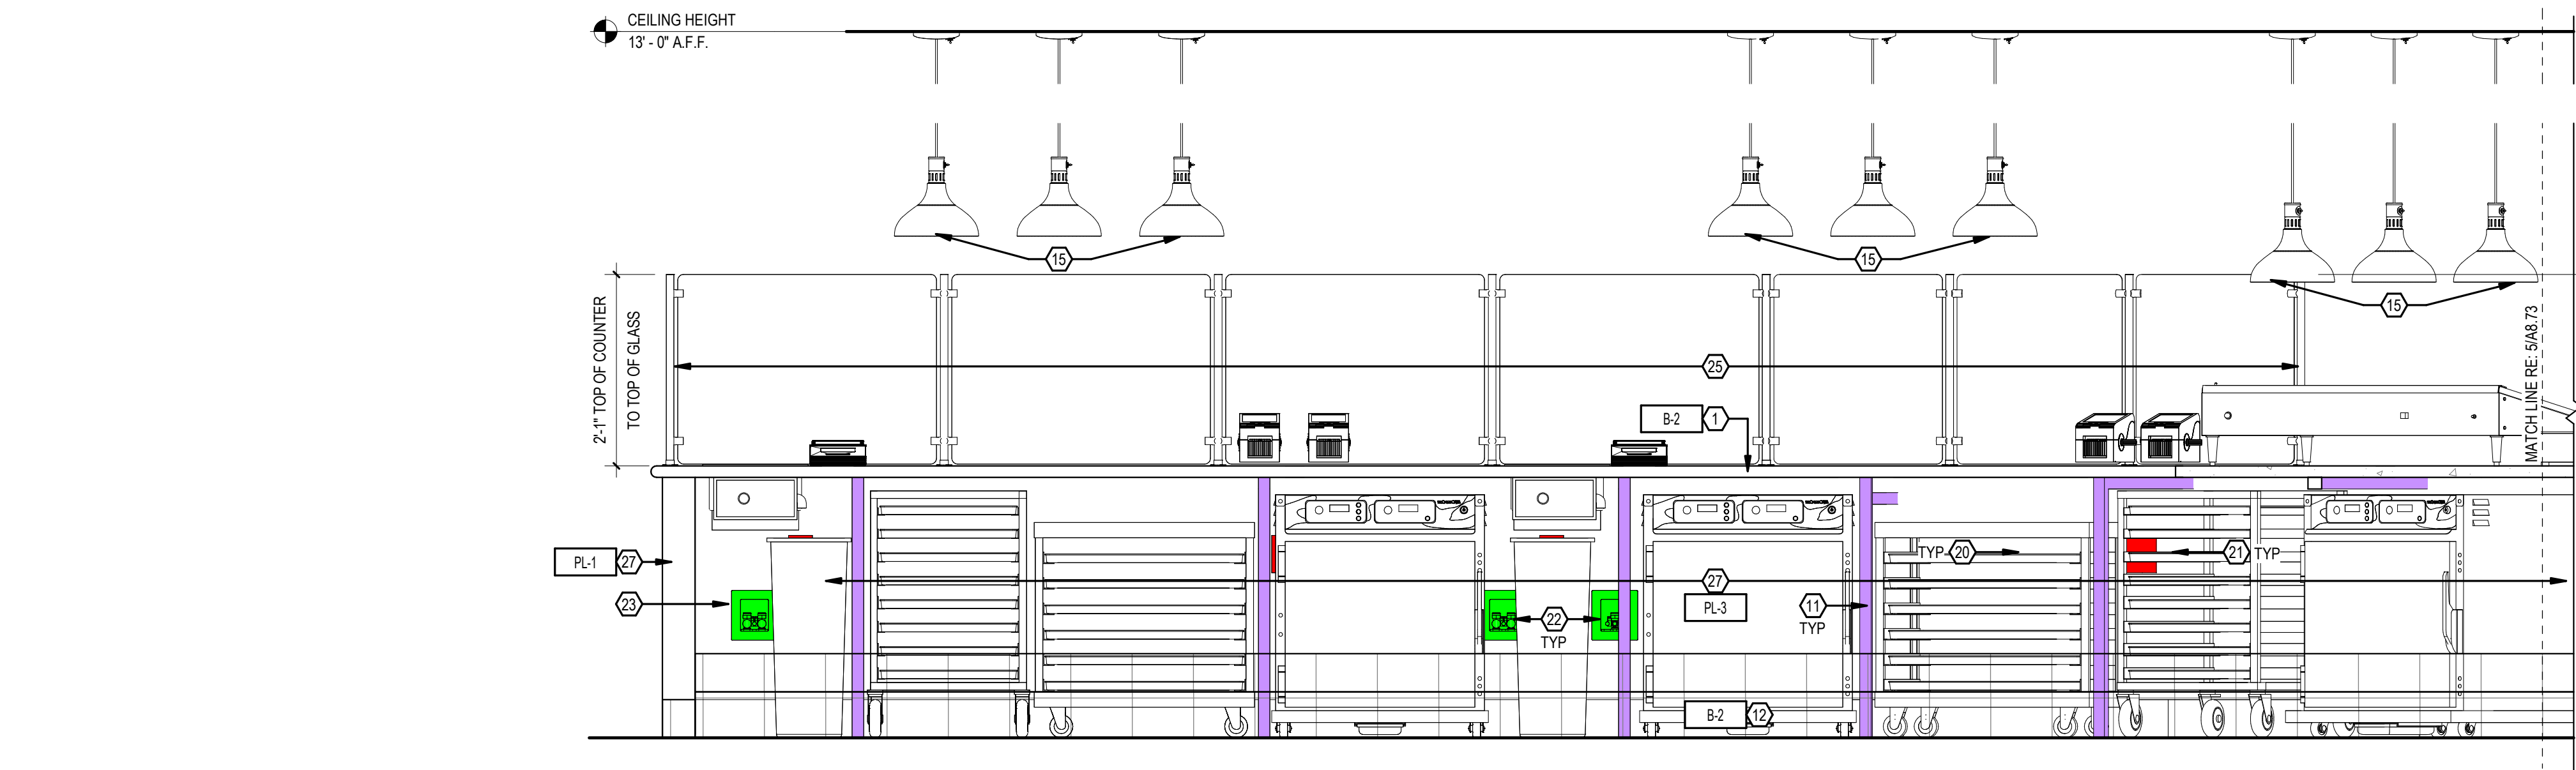 CEILING HEIGHT
13' - 0" A.F.F.
15
15
15
2'-1" TOP OF COUNTER
TO TOP OF GLASS
25
B-2 1
MATCH LINE RE: 5/A8.73
PL-1 27
23
27
PL-3
22
TYP
11
TYP
TYP 20
21 TYP
B-2 12